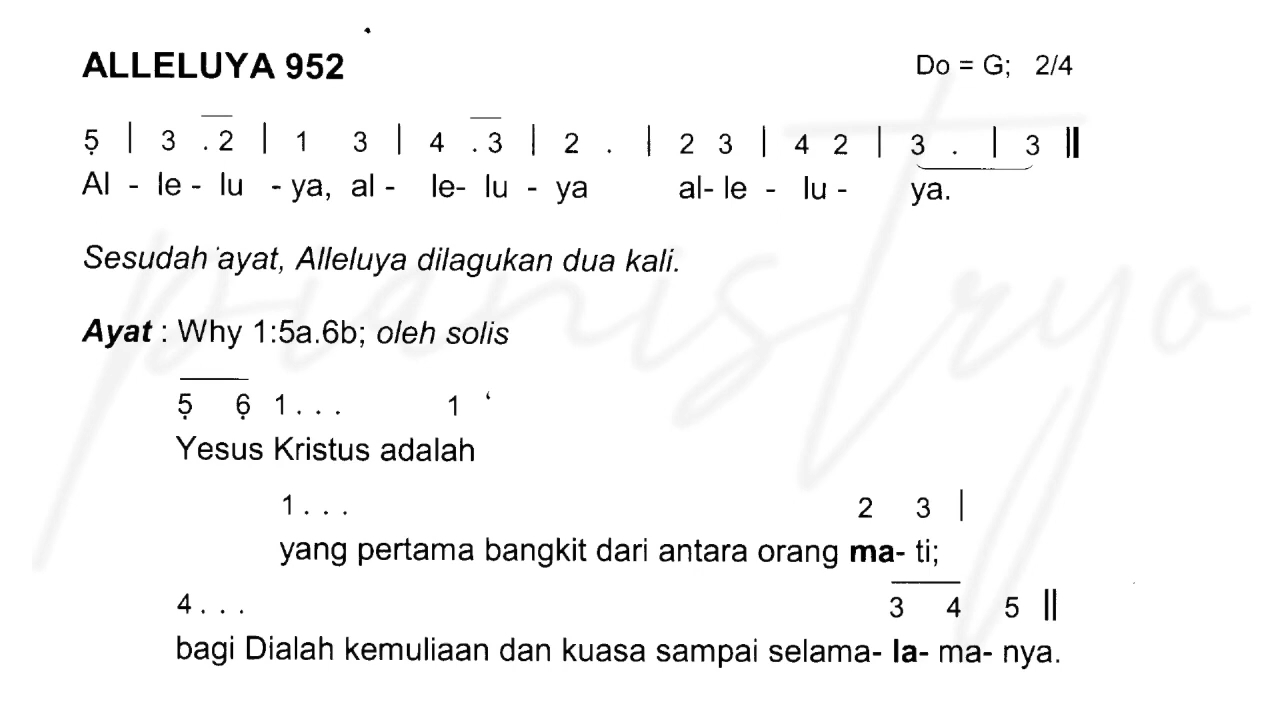 ALLELUYA 952 Do = G; 2/4
5̣ | 3 .2 | 1 3 | 4 .3 | 2 . | 2 3 | 4 2 | 3 . | 3 ||
Al - le - lu - ya, al - le- lu - ya al- le - lu - ya.
Sesudah ayat, Alleluya dilagukan dua kali.
Ayat : Why 1:5a.6b; oleh solis
5̣ 6̣ 1 . . . 1 ‘
Yesus Kristus adalah
1 . . . 2 3 |
yang pertama bangkit dari antara orang ma- ti;
4 . . . 3 4 5 ||
bagi Dialah kemuliaan dan kuasa sampai selama- la- ma- nya.